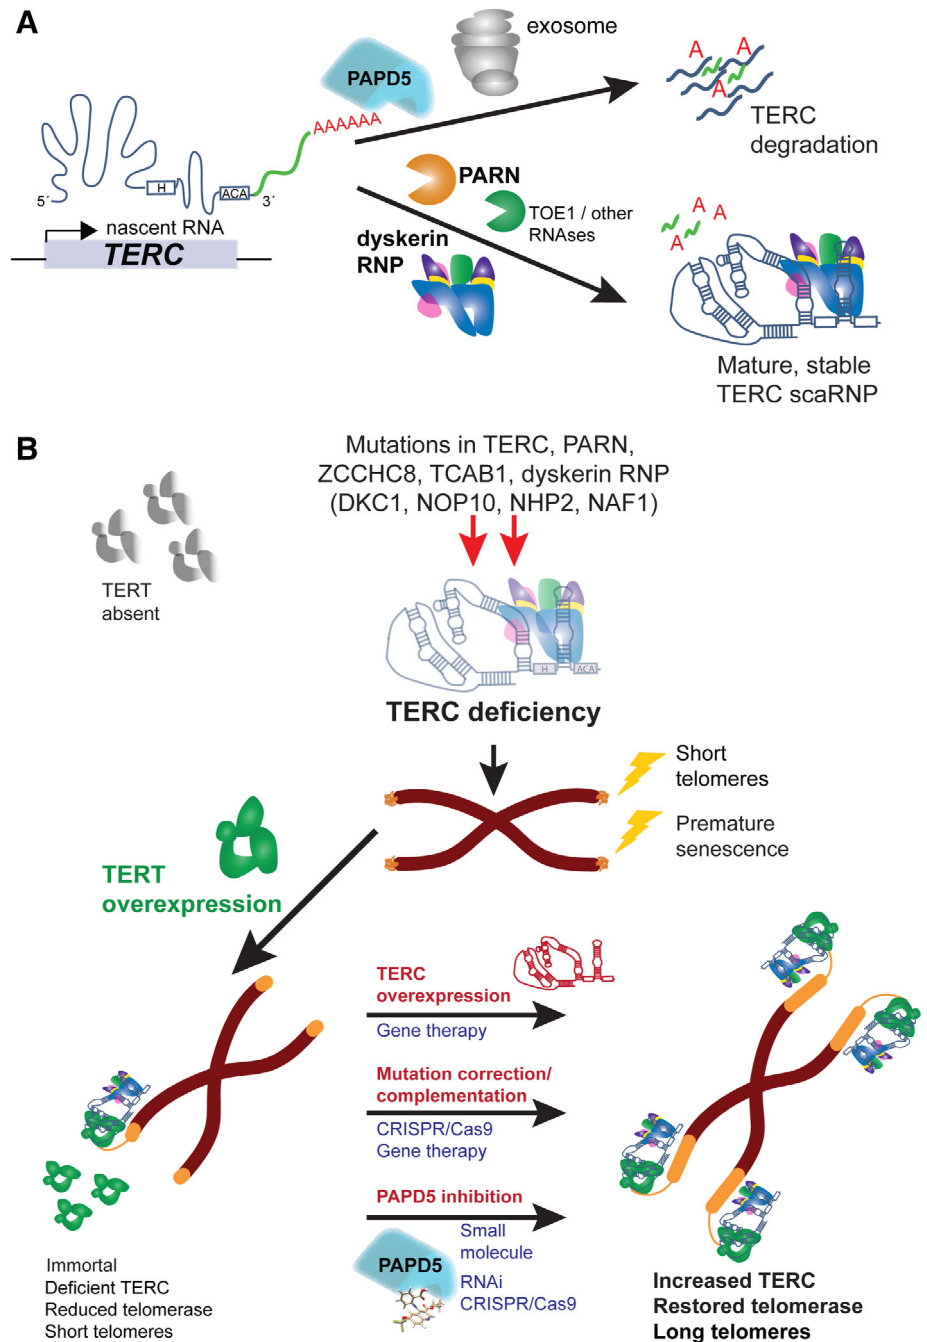 A
exosome
PAPD5
AAAAAA
A
A
A
TERC
degradation
H
ACA
5´
3´
nascent RNA
TERC
PARN
TOE1 / other
RNAses
dyskerin
RNP
A
A
A
Mature, stable
TERC scaRNP
B
Mutations in TERC, PARN,
ZCCHC8, TCAB1, dyskerin RNP
(DKC1, NOP10, NHP2, NAF1)
TERT
absent
H
ACA
TERC deficiency
Short
telomeres
Premature
senescence
TERT
overexpression
TERC
overexpression
Gene therapy
Mutation correction/
complementation
CRISPR/Cas9
Gene therapy
PAPD5 inhibition
Small
molecule
PAPD5
RNAi
CRISPR/Cas9
Immortal
Deficient TERC
Reduced telomerase
Short telomeres
Increased TERC
Restored telomerase
Long telomeres